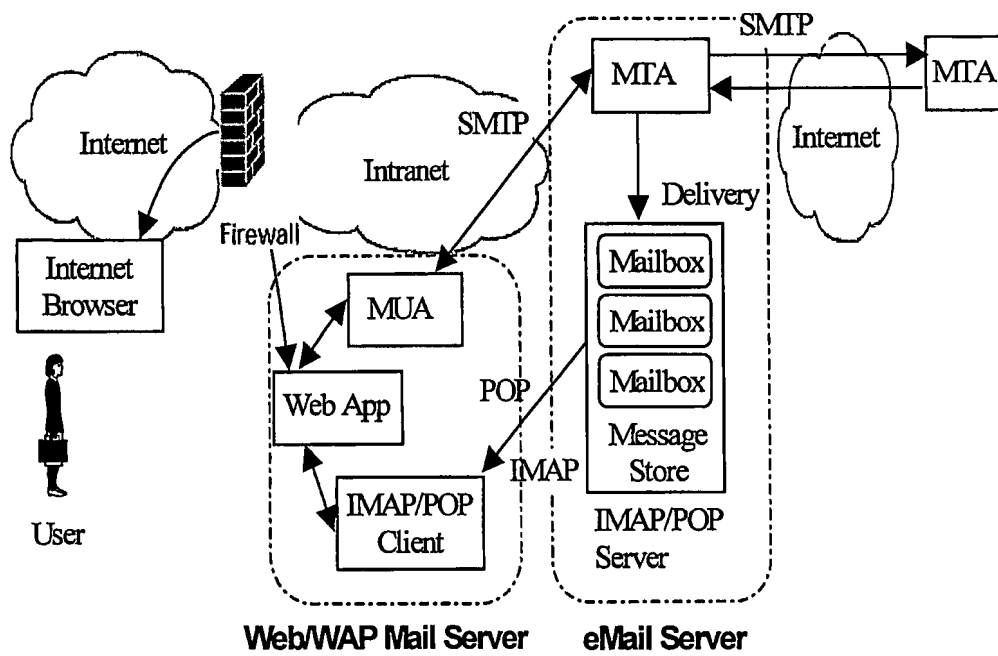 SMTP
MTA
MTA
Internet
SMTP
Intranet
Internet
Delivery
Firewall
Internet
Browser
MUA
Mailbox
Mailbox
Mailbox
Web App
POP
Message
Store
IMAP
IMAP/POP
Client
IMAP/POP
Server
User
Web/WAP Mail Server
eMail Server